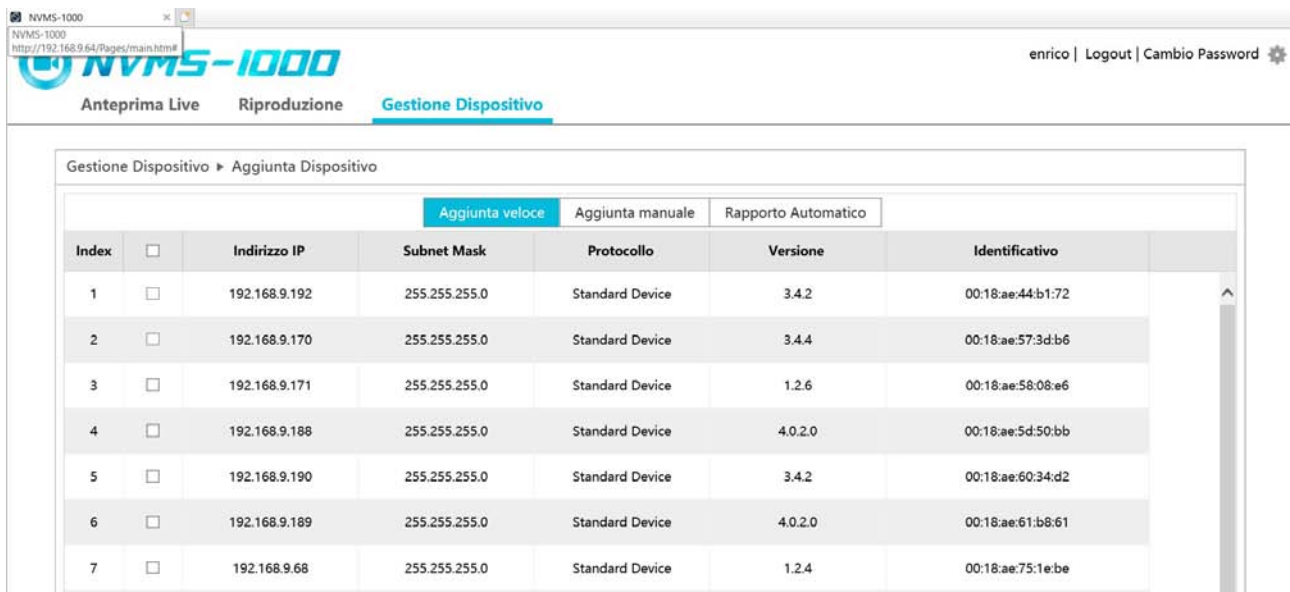 NVMS-1000
NVMS-1000
http://192.168.9.64/Pages/main.htm#
NVMS-1000
enrico | Logout | Cambio Password
Anteprima Live Riproduzione Gestione Dispositivo
Gestione Dispositivo ▸ Aggiunta Dispositivo
Aggiunta veloce Aggiunta manuale Rapporto Automatico
Index Indirizzo IP Subnet Mask Protocollo Versione Identificativo
1 192.168.9.192 255.255.255.0 Standard Device 3.4.2 00:18:ae:44:b1:72
2 192.168.9.170 255.255.255.0 Standard Device 3.4.4 00:18:ae:57:3d:b6
3 192.168.9.171 255.255.255.0 Standard Device 1.2.6 00:18:ae:58:08:e6
4 192.168.9.188 255.255.255.0 Standard Device 4.0.2.0 00:18:ae:5d:50:bb
5 192.168.9.190 255.255.255.0 Standard Device 3.4.2 00:18:ae:60:34:d2
6 192.168.9.189 255.255.255.0 Standard Device 4.0.2.0 00:18:ae:61:b8:61
7 192.168.9.68 255.255.255.0 Standard Device 1.2.4 00:18:ae:75:1e:be